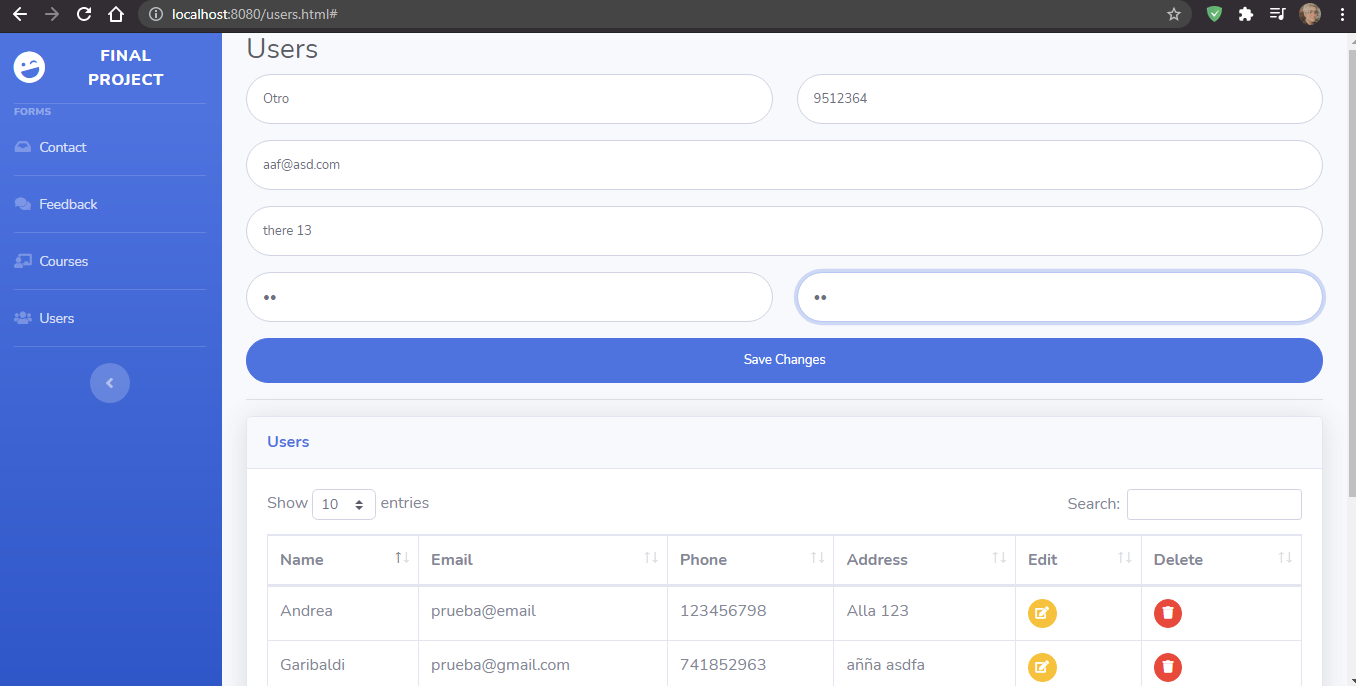 localhost:8080/users.html#
FINAL
PROJECT
FORMS
Contact
Feedback
Courses
Users
Users
Otro
9512364
aaf@asd.com
there 13
••
••
Save Changes
Users
Show 10 entries
Search:
Name Email Phone Address Edit Delete
Andrea prueba@email 123456798 Alla 123
Garibaldi prueba@gmail.com 741852963 añña asdfa